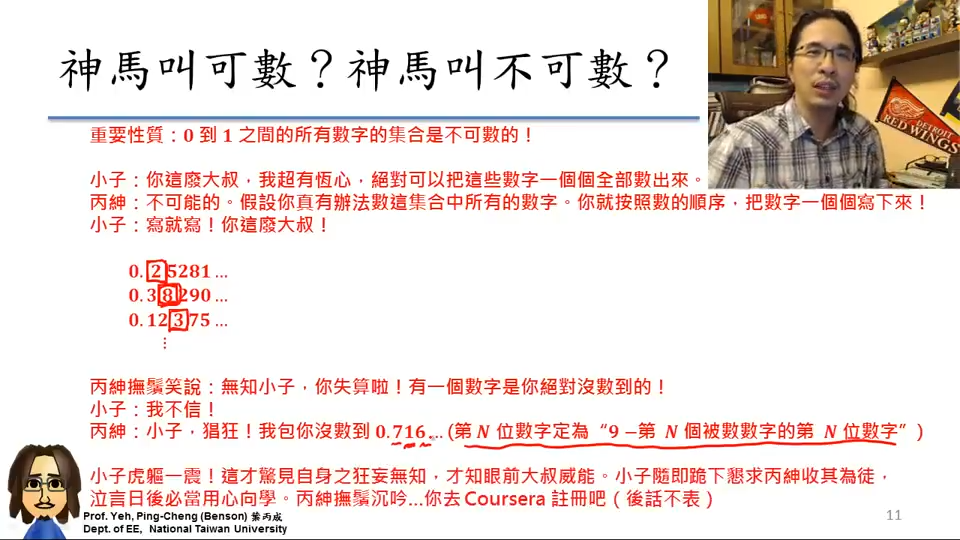 神馬叫可數？神馬叫不可數？
DETROIT
RED WINGS
重要性質：0 到 1 之間的所有數字的集合是不可數的！
小子：你這廢大叔，我超有恆心，絕對可以把這些數字一個個全部數出來。
丙紳：不可能的。假設你真有辦法數這集合中所有的數字。你就按照數的順序，把數字一個個寫下來！
小子：寫就寫！你這廢大叔！
0.25281…
0.38290…
0.12375…
⋮
丙紳撫鬚笑說：無知小子，你失算啦！有一個數字是你絕對沒數到的！
小子：我不信！
丙紳：小子，猖狂！我包你沒數到 0.716… (第 N 位數字定為“9 −第 N 個被數數字的第 N 位數字”)
小子虎軀一震！這才驚見自身之狂妄無知，才知眼前大叔威能。小子隨即跪下懇求丙紳收其為徒，
泣言日後必當用心向學。丙紳撫鬚沉吟…你去 Coursera 註冊吧（後話不表）
Prof. Yeh, Ping-Cheng (Benson) 葉丙成
Dept. of EE, National Taiwan University
11